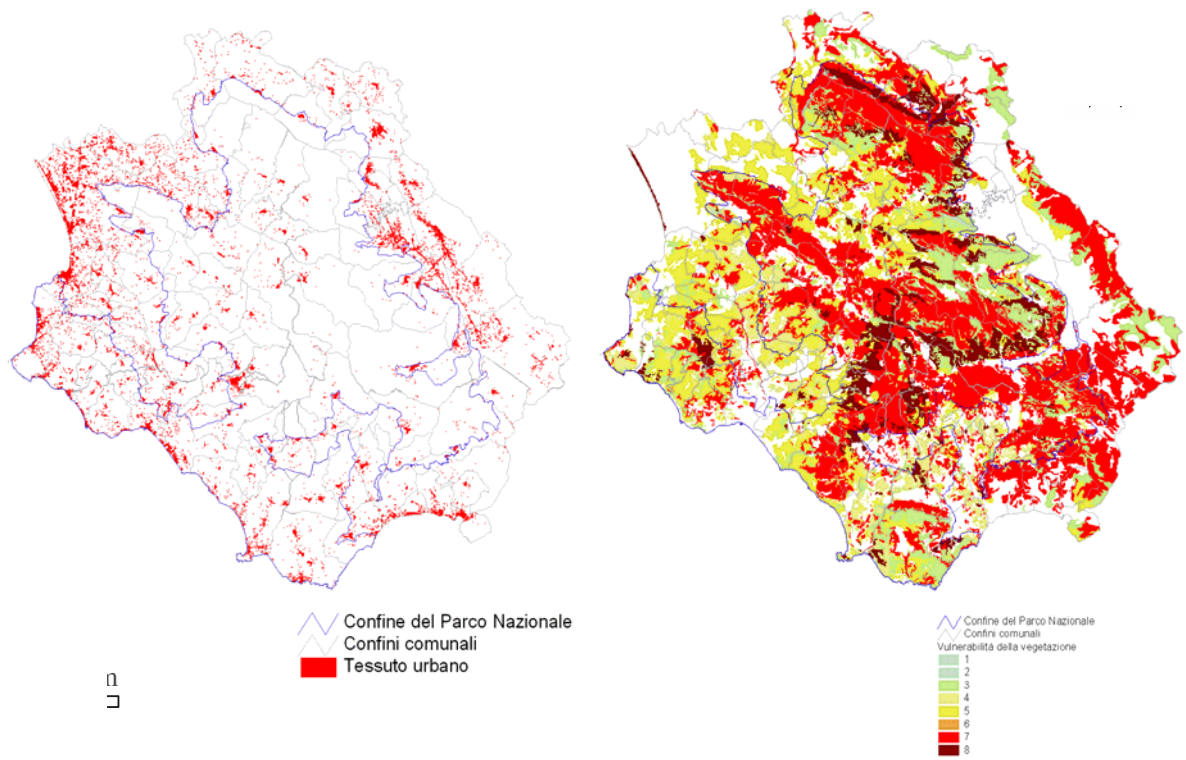 Confine del Parco Nazionale
Confini comunali
Tessuto urbano
Confine del Parco Nazionale
Confini comunali
Vulnerabilità della vegetazione
1
2
3
4
5
6
7
8